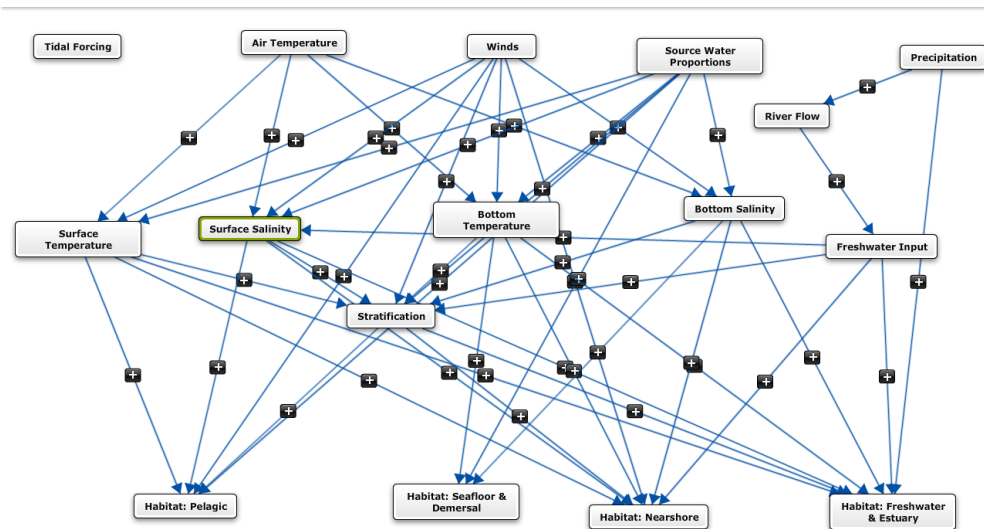 Tidal Forcing
Air Temperature
Winds
Source Water
Proportions
Precipitation
River Flow
Surface
Temperature
Surface Salinity
Bottom
Temperature
Bottom Salinity
Freshwater Input
Stratification
Habitat: Pelagic
Habitat: Seafloor &
Demersal
Habitat: Nearshore
Habitat: Freshwater
& Estuary